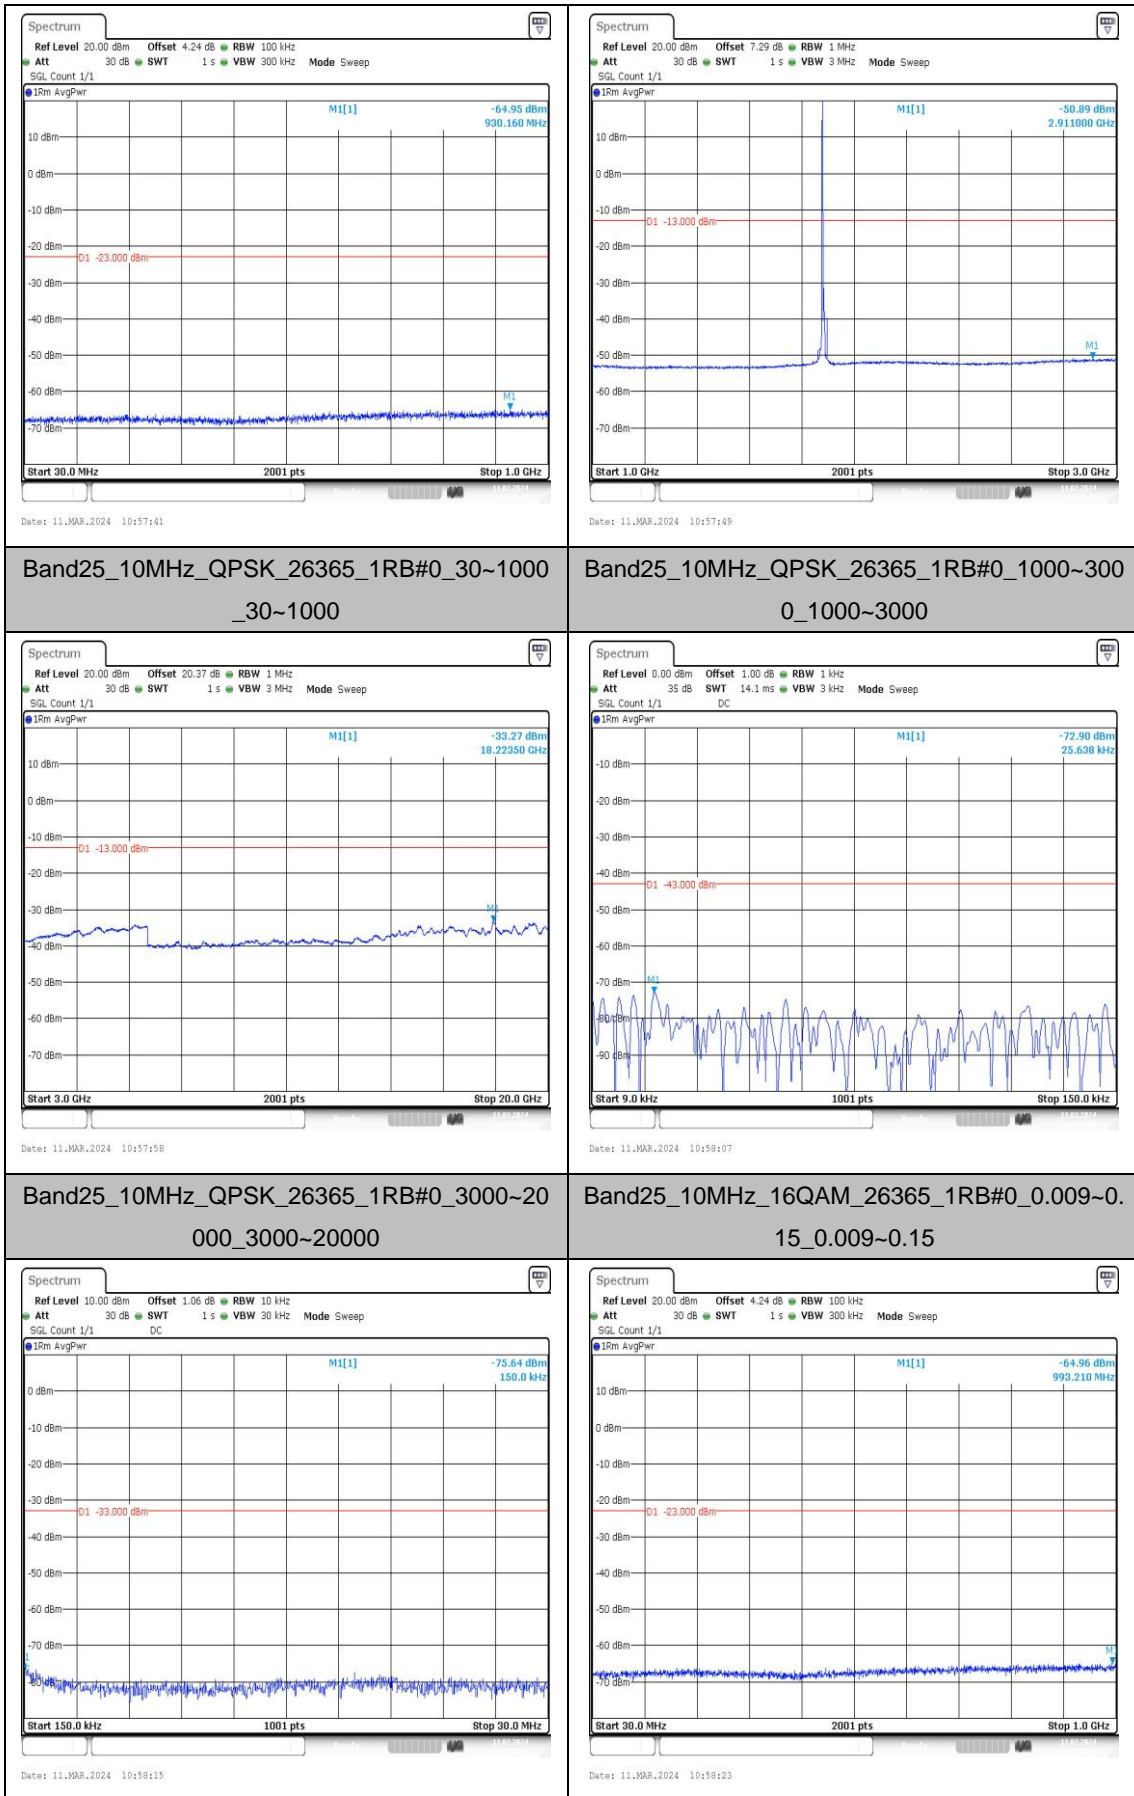 Spectrum
Ref Level 20.00 dBm Offset 4.24 dB RBW 100 kHz
Att 30 dB SWT 1 s VBW 300 kHz Mode Sweep
SGL Count 1/1
1Rm AvgPwr
M1[1] -64.95 dBm
930.160 MHz
10 dBm
0 dBm
-10 dBm
-20 dBm
D1 -23.000 dBm
-30 dBm
-40 dBm
-50 dBm
-60 dBm
M1
-70 dBm
Start 30.0 MHz 2001 pts Stop 1.0 GHz
Date: 11.MAR.2024 10:57:41
Spectrum
Ref Level 20.00 dBm Offset 7.29 dB RBW 1 MHz
Att 30 dB SWT 1 s VBW 3 MHz Mode Sweep
SGL Count 1/1
1Rm AvgPwr
M1[1] -50.89 dBm
2.911000 GHz
10 dBm
0 dBm
-10 dBm
D1 -13.000 dBm
-20 dBm
-30 dBm
-40 dBm
M1
-50 dBm
-60 dBm
-70 dBm
Start 1.0 GHz 2001 pts Stop 3.0 GHz
Date: 11.MAR.2024 10:57:49
Band25_10MHz_QPSK_26365_1RB#0_30~1000
_30~1000
Band25_10MHz_QPSK_26365_1RB#0_1000~300
0_1000~3000
Spectrum
Ref Level 20.00 dBm Offset 20.37 dB RBW 1 MHz
Att 30 dB SWT 1 s VBW 3 MHz Mode Sweep
SGL Count 1/1
1Rm AvgPwr
M1[1] -33.27 dBm
18.22350 GHz
10 dBm
0 dBm
-10 dBm
D1 -13.000 dBm
-20 dBm
-30 dBm
M1
-40 dBm
-50 dBm
-60 dBm
-70 dBm
Start 3.0 GHz 2001 pts Stop 20.0 GHz
Date: 11.MAR.2024 10:57:58
Spectrum
Ref Level 0.00 dBm Offset 1.00 dB RBW 1 kHz
Att 35 dB SWT 14.1 ms VBW 3 kHz Mode Sweep
SGL Count 1/1 DC
1Rm AvgPwr
M1[1] -72.90 dBm
25.638 kHz
-10 dBm
-20 dBm
-30 dBm
-40 dBm
D1 -43.000 dBm
-50 dBm
-60 dBm
-70 dBm
M1
-80 dBm
-90 dBm
Start 9.0 kHz 1001 pts Stop 150.0 kHz
Date: 11.MAR.2024 10:58:07
Band25_10MHz_QPSK_26365_1RB#0_3000~20
000_3000~20000
Band25_10MHz_16QAM_26365_1RB#0_0.009~0.
15_0.009~0.15
Spectrum
Ref Level 10.00 dBm Offset 1.06 dB RBW 10 kHz
Att 30 dB SWT 1 s VBW 30 kHz Mode Sweep
SGL Count 1/1 DC
1Rm AvgPwr
M1[1] -75.64 dBm
150.0 kHz
0 dBm
-10 dBm
-20 dBm
-30 dBm
D1 -33.000 dBm
-40 dBm
-50 dBm
-60 dBm
-70 dBm
-80 dBm
Start 150.0 kHz 1001 pts Stop 30.0 MHz
Date: 11.MAR.2024 10:58:15
Spectrum
Ref Level 20.00 dBm Offset 4.24 dB RBW 100 kHz
Att 30 dB SWT 1 s VBW 300 kHz Mode Sweep
SGL Count 1/1
1Rm AvgPwr
M1[1] -64.96 dBm
993.210 MHz
10 dBm
0 dBm
-10 dBm
-20 dBm
D1 -23.000 dBm
-30 dBm
-40 dBm
-50 dBm
-60 dBm
-70 dBm
Start 30.0 MHz 2001 pts Stop 1.0 GHz
Date: 11.MAR.2024 10:58:23